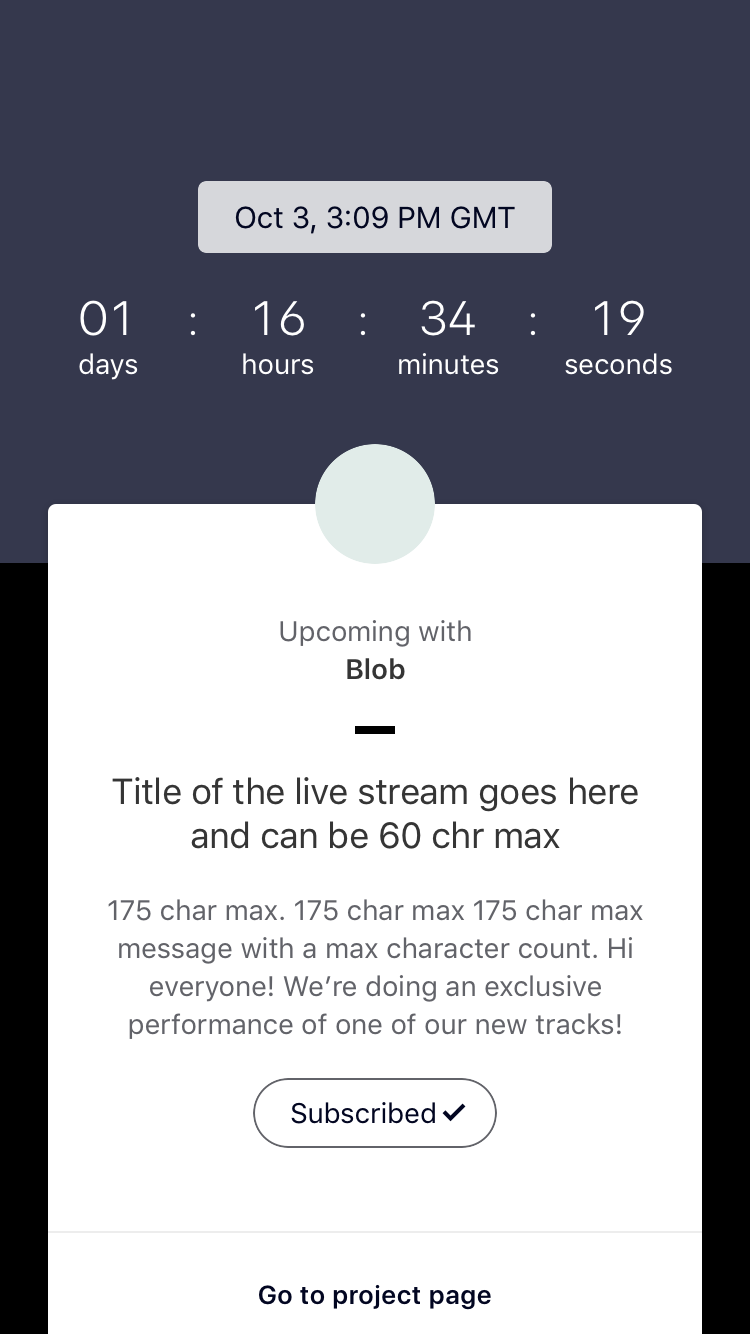 Oct 3, 3:09 PM GMT
01 : 16 : 34 : 19
days hours minutes seconds
Upcoming with
Blob
Title of the live stream goes here
and can be 60 chr max
175 char max. 175 char max 175 char max
message with a max character count. Hi
everyone! We’re doing an exclusive
performance of one of our new tracks!
Subscribed ✓
Go to project page